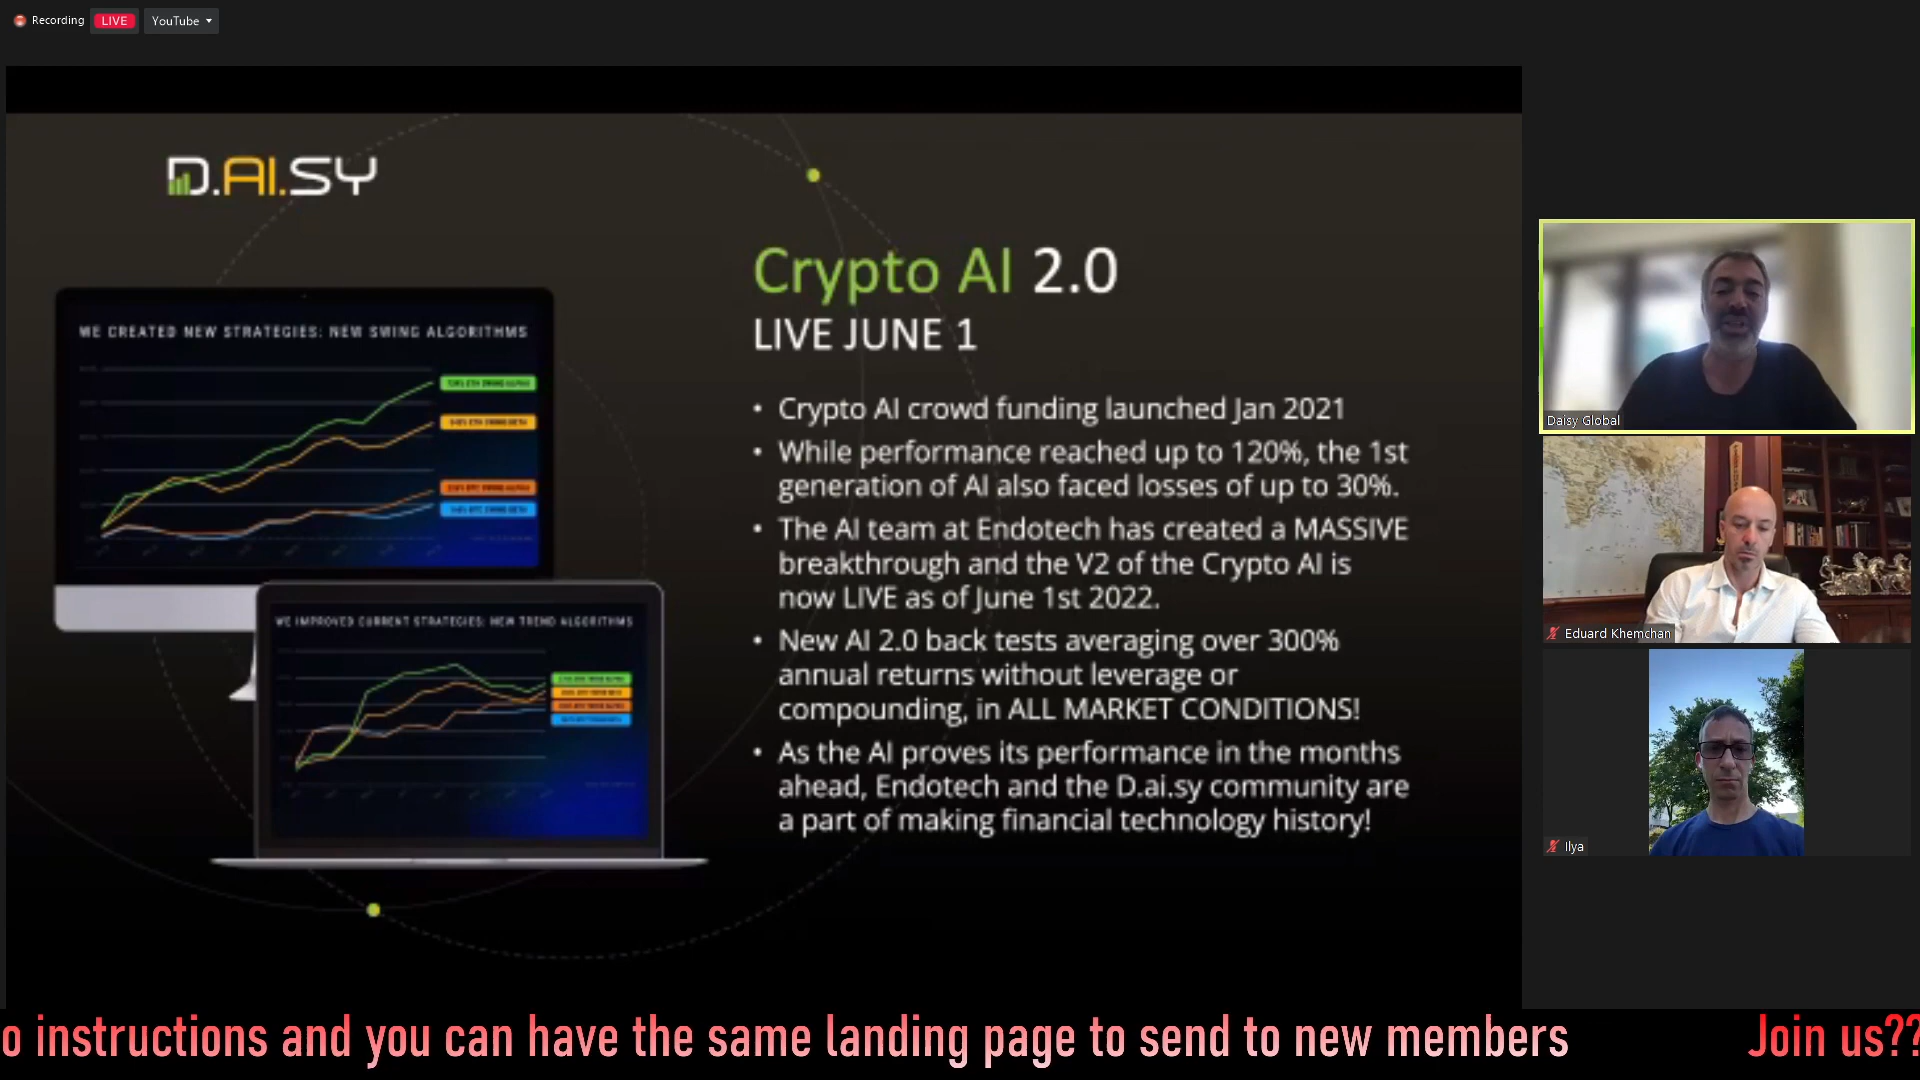 Recording
LIVE
YouTube
D.AI.SY
Crypto AI 2.0
LIVE JUNE 1
WE CREATED NEW STRATEGIES: NEW SWING ALGORITHMS
WE IMPROVED CURRENT STRATEGIES: NEW TREND ALGORITHMS
• Crypto AI crowd funding launched Jan 2021
• While performance reached up to 120%, the 1st
generation of AI also faced losses of up to 30%.
• The AI team at Endotech has created a MASSIVE
breakthrough and the V2 of the Crypto AI is
now LIVE as of June 1st 2022.
• New AI 2.0 back tests averaging over 300%
annual returns without leverage or
compounding, in ALL MARKET CONDITIONS!
• As the AI proves its performance in the months
ahead, Endotech and the D.ai.sy community are
a part of making financial technology history!
Daisy Global
Eduard Khemchan
Ilya
o instructions and you can have the same landing page to send to new members
Join us??